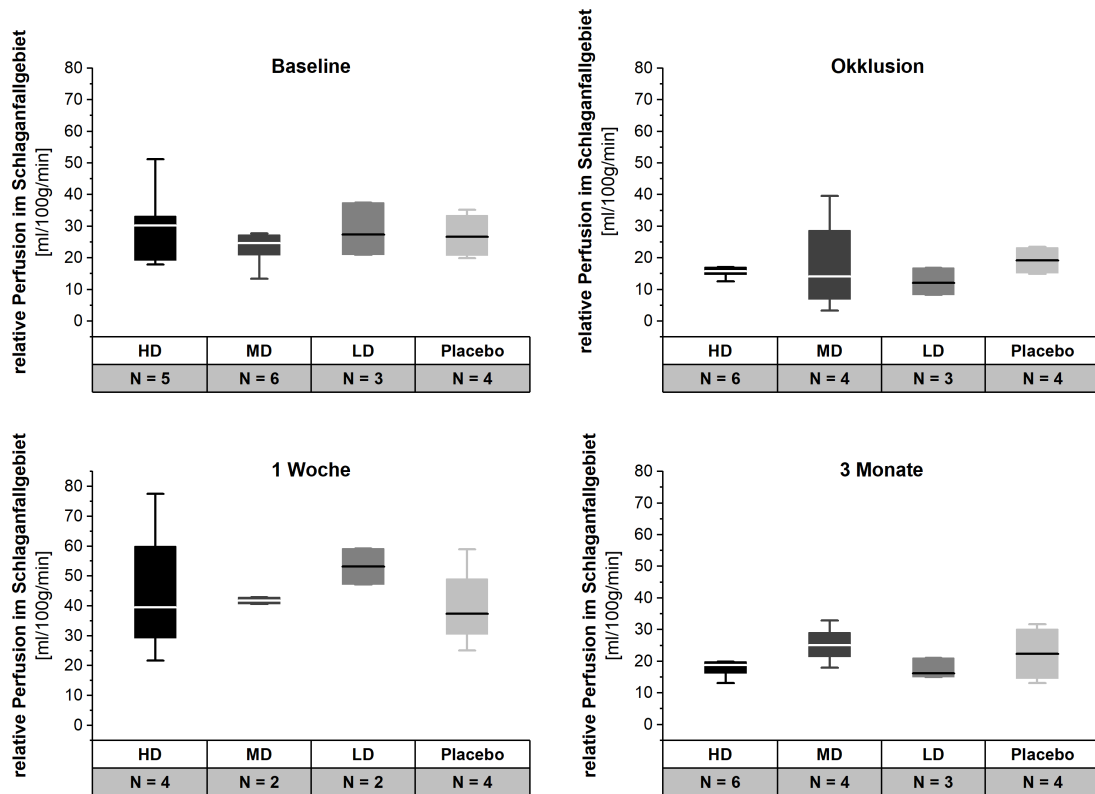 Baseline
relative Perfusion im Schlaganfallgebiet
[ml/100g/min]
80
70
60
50
40
30
20
10
0
HD MD LD Placebo
N = 5 N = 6 N = 3 N = 4
Okklusion
relative Perfusion im Schlaganfallgebiet
[ml/100g/min]
80
70
60
50
40
30
20
10
0
HD MD LD Placebo
N = 6 N = 4 N = 3 N = 4
1 Woche
relative Perfusion im Schlaganfallgebiet
[ml/100g/min]
80
70
60
50
40
30
20
10
0
HD MD LD Placebo
N = 4 N = 2 N = 2 N = 4
3 Monate
relative Perfusion im Schlaganfallgebiet
[ml/100g/min]
80
70
60
50
40
30
20
10
0
HD MD LD Placebo
N = 6 N = 4 N = 3 N = 4